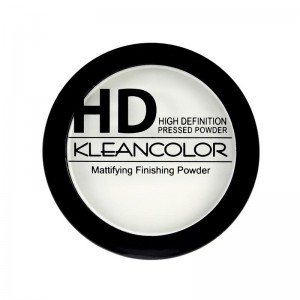 HD
HIGH DEFINITION
PRESSED POWDER
KLEANCOLOR
Mattifying Finishing Powder